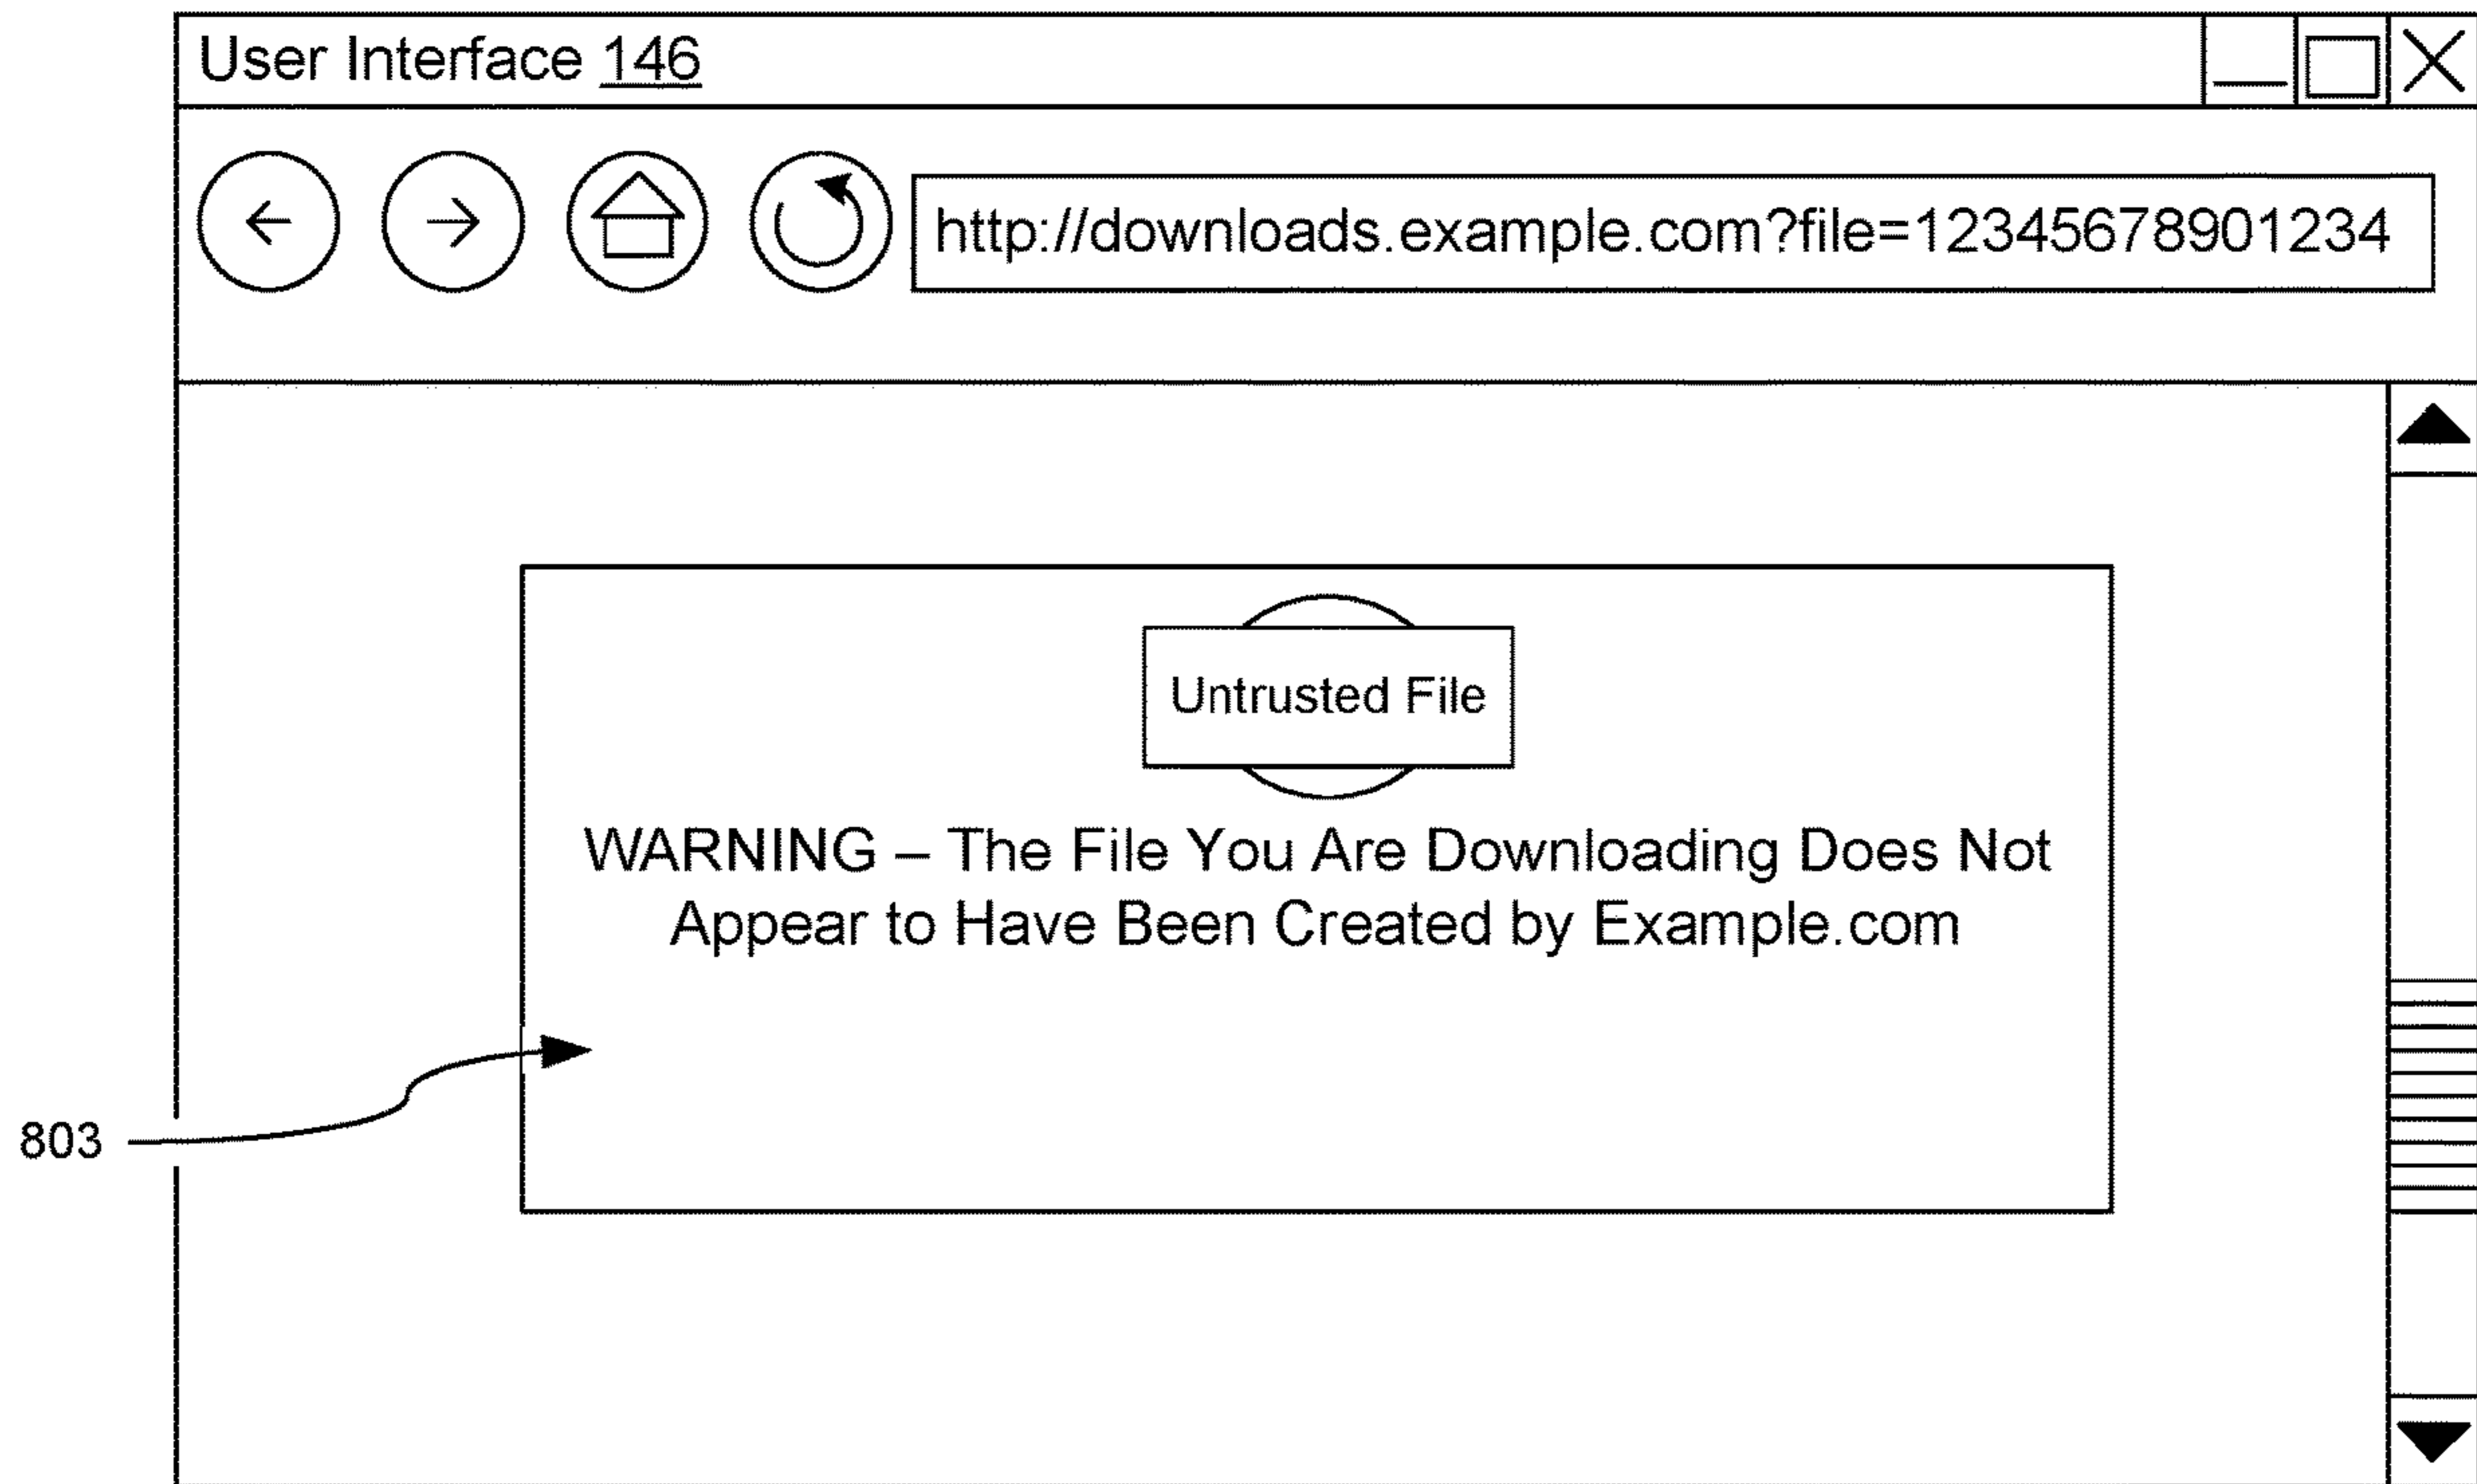 User Interface 146
http://downloads.example.com?file=12345678901234
Untrusted File
WARNING – The File You Are Downloading Does Not
Appear to Have Been Created by Example.com
803